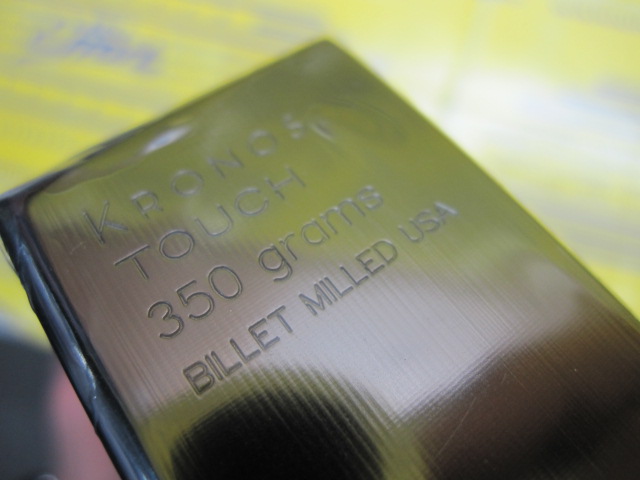 KRONOS
TOUCH
350 grams
BILLET MILLED USA